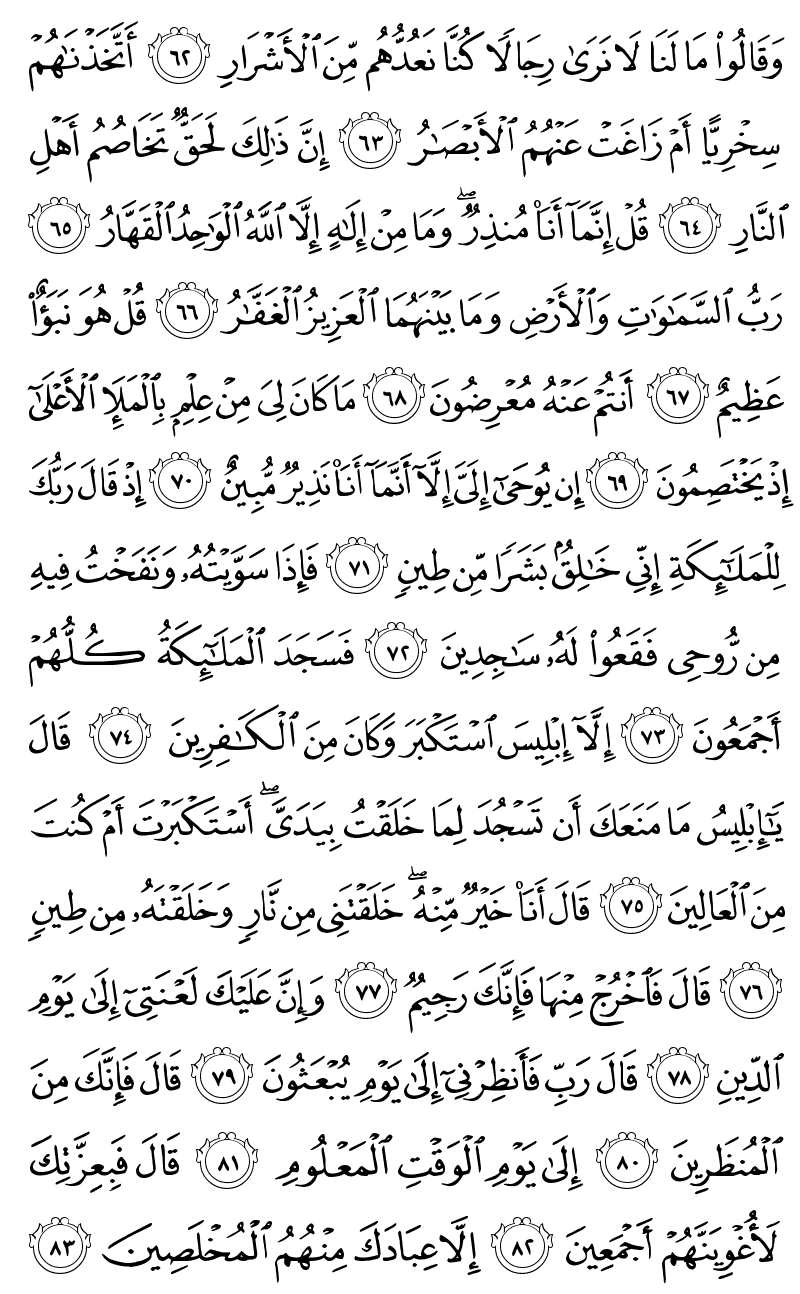 وَقَالُوا۟ مَا لَنَا لَا نَرَىٰ رِجَالًا كُنَّا نَعُدُّهُم مِّنَ ٱلْأَشْرَارِ ٦٢ أَتَّخَذْنَٰهُمْ
سِخْرِيًّا أَمْ زَاغَتْ عَنْهُمُ ٱلْأَبْصَٰرُ ٦٣ إِنَّ ذَٰلِكَ لَحَقٌّ تَخَاصُمُ أَهْلِ
ٱلنَّارِ ٦٤ قُلْ إِنَّمَآ أَنَا۠ مُنذِرٌ ۖ وَمَا مِنْ إِلَٰهٍ إِلَّا ٱللَّهُ ٱلْوَٰحِدُ ٱلْقَهَّارُ ٦٥
رَبُّ ٱلسَّمَٰوَٰتِ وَٱلْأَرْضِ وَمَا بَيْنَهُمَا ٱلْعَزِيزُ ٱلْغَفَّٰرُ ٦٦ قُلْ هُوَ نَبَؤٌا۟
عَظِيمٌ ٦٧ أَنتُمْ عَنْهُ مُعْرِضُونَ ٦٨ مَا كَانَ لِىَ مِنْ عِلْمٍۭ بِٱلْمَلَإِ ٱلْأَعْلَىٰٓ
إِذْ يَخْتَصِمُونَ ٦٩ إِن يُوحَىٰٓ إِلَىَّ إِلَّآ أَنَّمَآ أَنَا۠ نَذِيرٌ مُّبِينٌ ٧٠ إِذْ قَالَ رَبُّكَ
لِلْمَلَٰٓئِكَةِ إِنِّى خَٰلِقٌۢ بَشَرًا مِّن طِينٍ ٧١ فَإِذَا سَوَّيْتُهُۥ وَنَفَخْتُ فِيهِ
مِن رُّوحِى فَقَعُوا۟ لَهُۥ سَٰجِدِينَ ٧٢ فَسَجَدَ ٱلْمَلَٰٓئِكَةُ كُلُّهُمْ
أَجْمَعُونَ ٧٣ إِلَّآ إِبْلِيسَ ٱسْتَكْبَرَ وَكَانَ مِنَ ٱلْكَٰفِرِينَ ٧٤ قَالَ
يَٰٓإِبْلِيسُ مَا مَنَعَكَ أَن تَسْجُدَ لِمَا خَلَقْتُ بِيَدَىَّ ۖ أَسْتَكْبَرْتَ أَمْ كُنتَ
مِنَ ٱلْعَالِينَ ٧٥ قَالَ أَنَا۠ خَيْرٌ مِّنْهُ ۖ خَلَقْتَنِى مِن نَّارٍ وَخَلَقْتَهُۥ مِن طِينٍ
٧٦ قَالَ فَٱخْرُجْ مِنْهَا فَإِنَّكَ رَجِيمٌ ٧٧ وَإِنَّ عَلَيْكَ لَعْنَتِىٓ إِلَىٰ يَوْمِ
ٱلدِّينِ ٧٨ قَالَ رَبِّ فَأَنظِرْنِىٓ إِلَىٰ يَوْمِ يُبْعَثُونَ ٧٩ قَالَ فَإِنَّكَ مِنَ
ٱلْمُنظَرِينَ ٨٠ إِلَىٰ يَوْمِ ٱلْوَقْتِ ٱلْمَعْلُومِ ٨١ قَالَ فَبِعِزَّتِكَ
لَأُغْوِيَنَّهُمْ أَجْمَعِينَ ٨٢ إِلَّا عِبَادَكَ مِنْهُمُ ٱلْمُخْلَصِينَ ٨٣